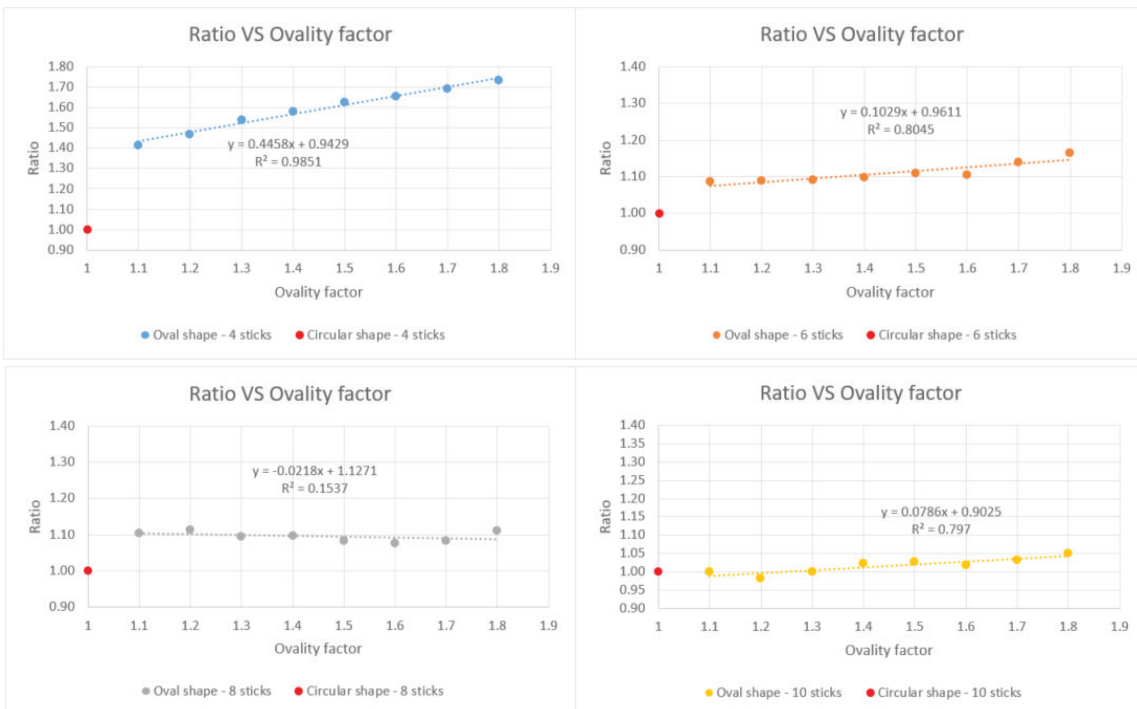 Ratio VS Ovality factor
1.80
1.70
1.60
1.50
1.40
1.30
1.20
1.10
1.00
0.90
Ratio
y = 0.4458x + 0.9429
R² = 0.9851
1 1.1 1.2 1.3 1.4 1.5 1.6 1.7 1.8 1.9
Ovality factor
Oval shape - 4 sticks Circular shape - 4 sticks
Ratio VS Ovality factor
1.40
1.30
1.20
1.10
1.00
0.90
Ratio
y = 0.1029x + 0.9611
R² = 0.8045
1 1.1 1.2 1.3 1.4 1.5 1.6 1.7 1.8 1.9
Ovality factor
Oval shape - 6 sticks Circular shape - 6 sticks
Ratio VS Ovality factor
1.40
1.30
1.20
1.10
1.00
0.90
Ratio
y = -0.0218x + 1.1271
R² = 0.1537
1 1.1 1.2 1.3 1.4 1.5 1.6 1.7 1.8 1.9
Ovality factor
Oval shape - 8 sticks Circular shape - 8 sticks
Ratio VS Ovality factor
1.40
1.35
1.30
1.25
1.20
1.15
1.10
1.05
1.00
0.95
0.90
Ratio
y = 0.0786x + 0.9025
R² = 0.797
1 1.1 1.2 1.3 1.4 1.5 1.6 1.7 1.8 1.9
Ovality factor
Oval shape - 10 sticks Circular shape - 10 sticks